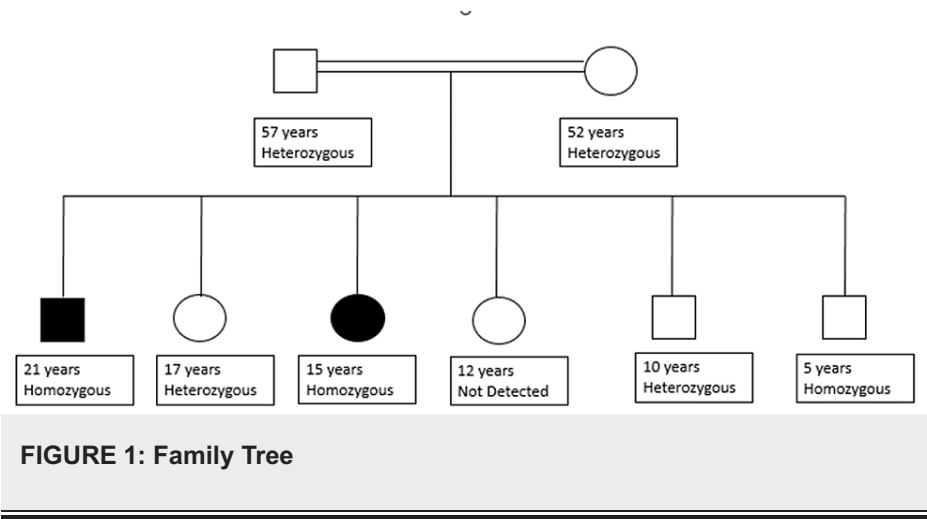 57 years
Heterozygous
52 years
Heterozygous
21 years
Homozygous
17 years
Heterozygous
15 years
Homozygous
12 years
Not Detected
10 years
Heterozygous
5 years
Homozygous
FIGURE 1: Family Tree